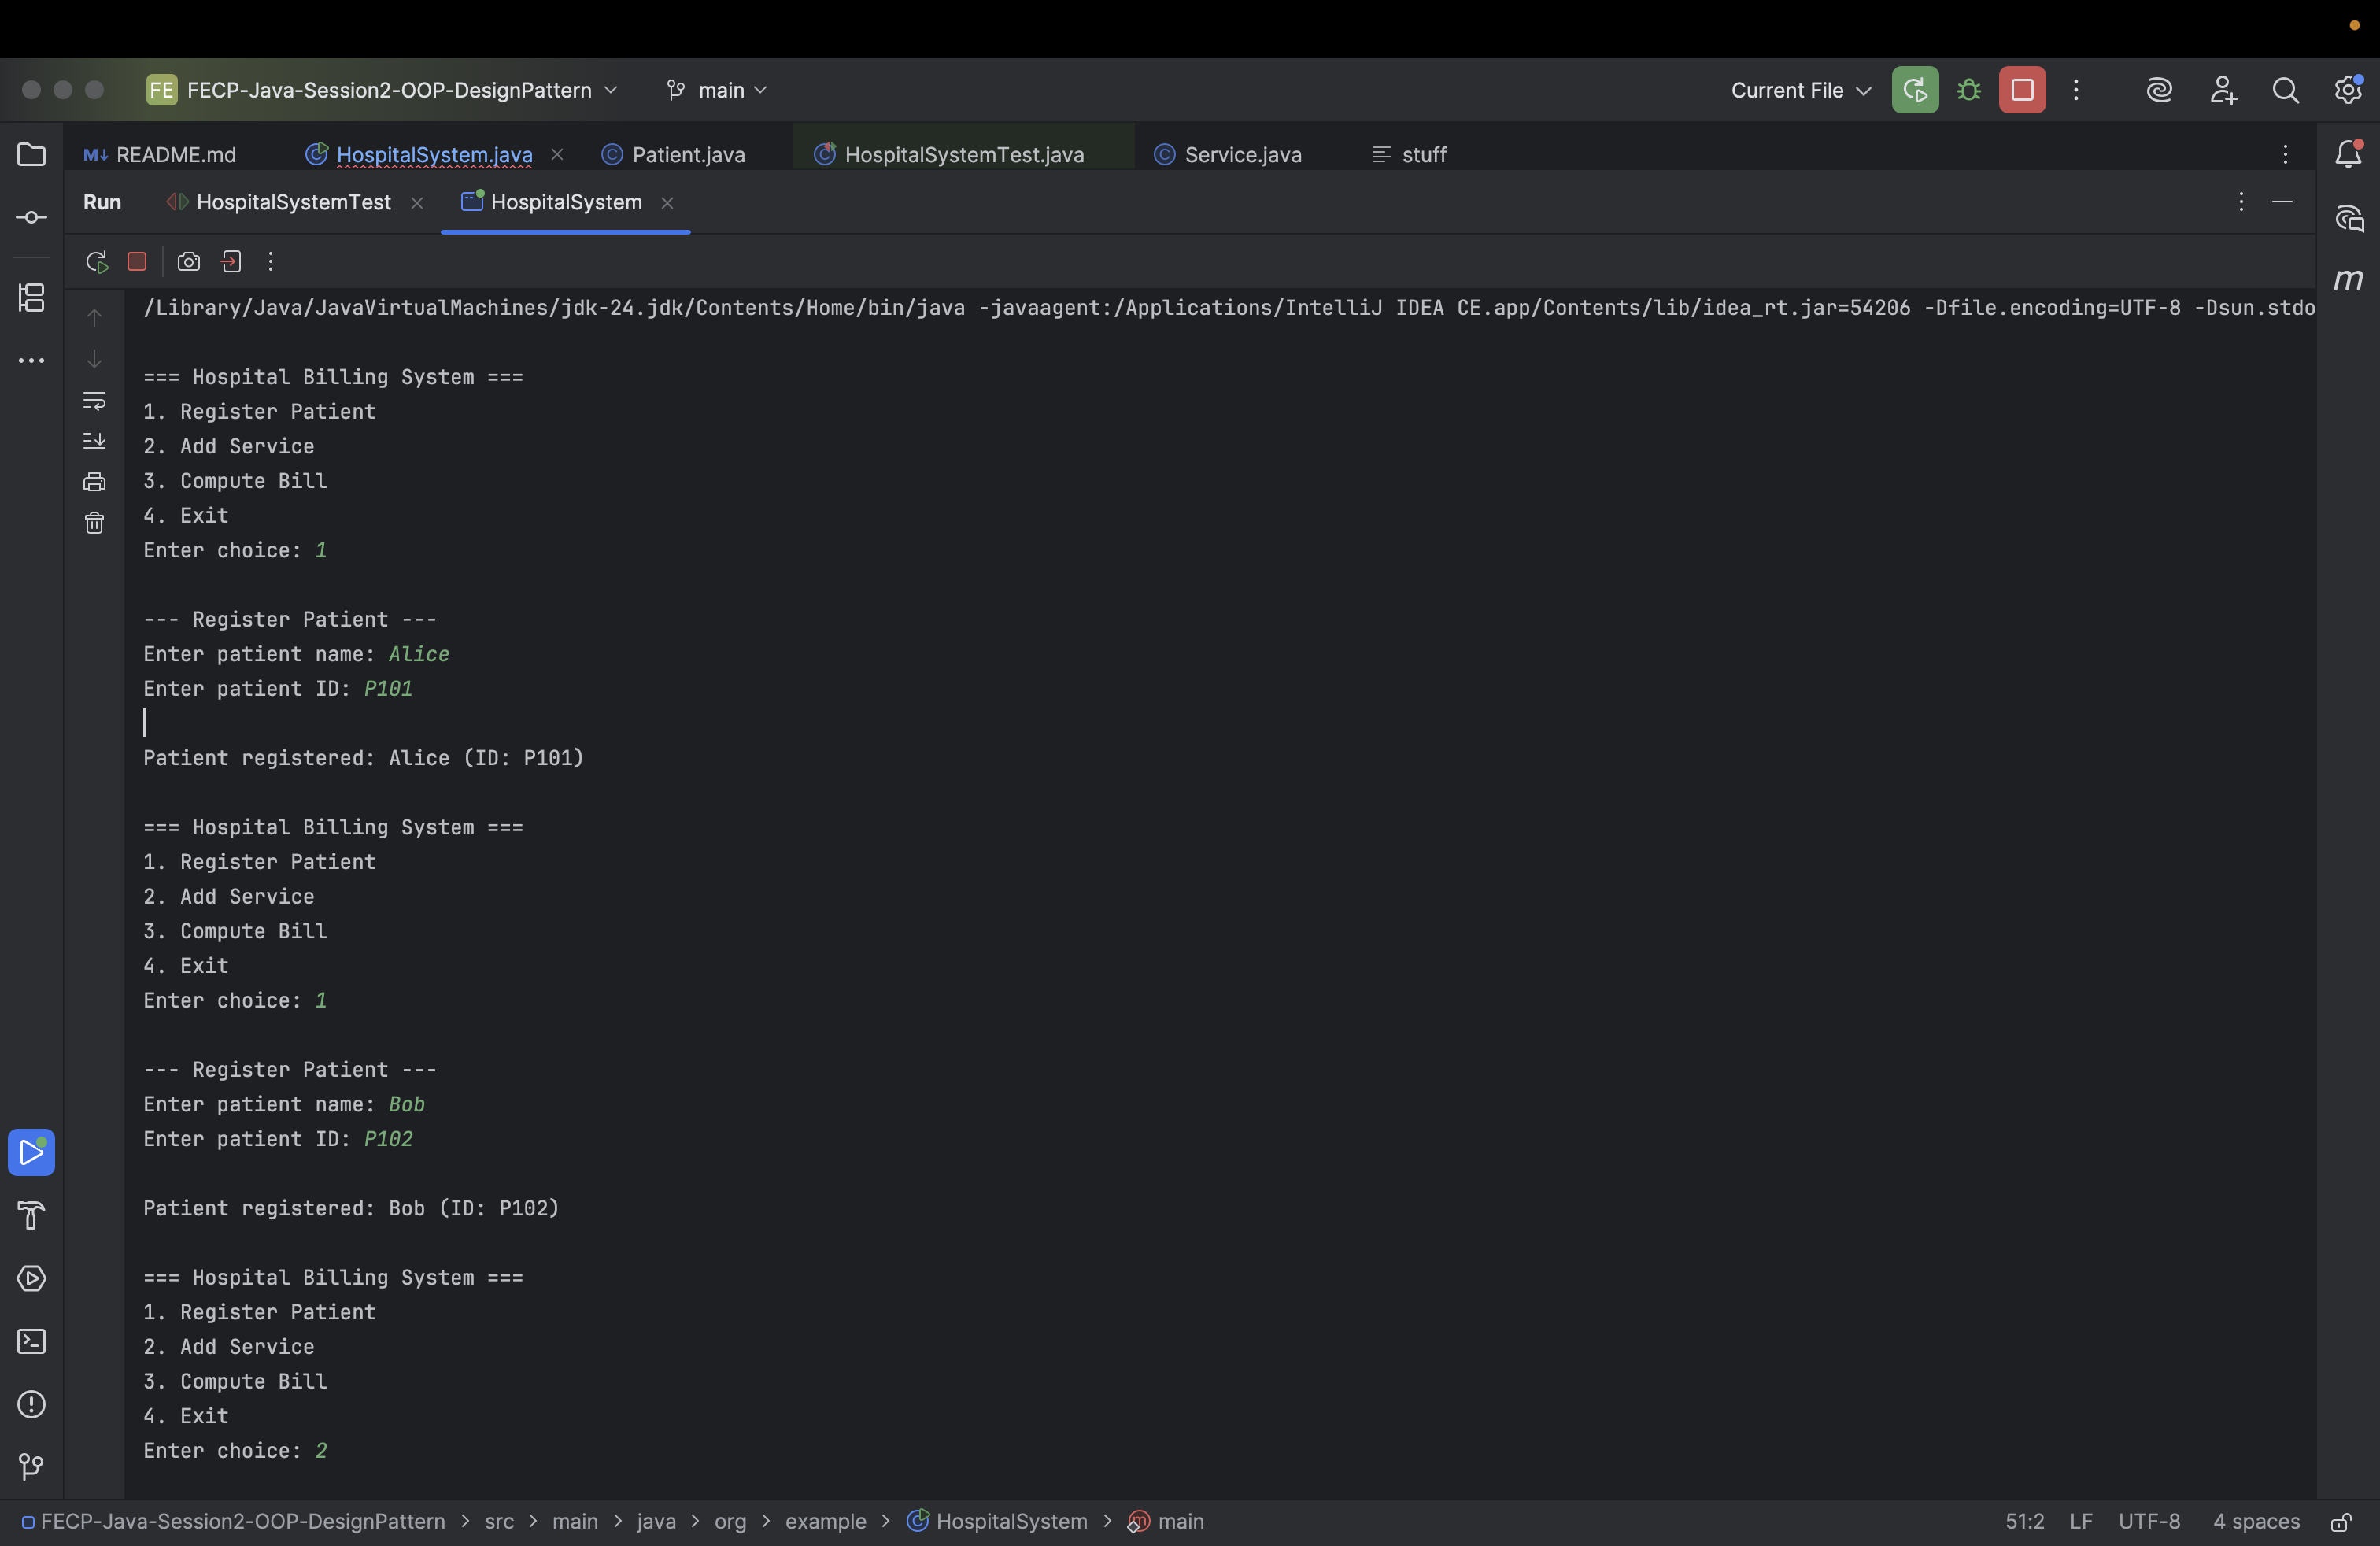 FE FECP-Java-Session2-OOP-DesignPattern main Current File
M↓ README.md HospitalSystem.java Patient.java HospitalSystemTest.java Service.java stuff
Run HospitalSystemTest HospitalSystem
/Library/Java/JavaVirtualMachines/jdk-24.jdk/Contents/Home/bin/java -javaagent:/Applications/IntelliJ IDEA CE.app/Contents/lib/idea_rt.jar=54206 -Dfile.encoding=UTF-8 -Dsun.stdo
=== Hospital Billing System ===
1. Register Patient
2. Add Service
3. Compute Bill
4. Exit
Enter choice: 1
--- Register Patient ---
Enter patient name: Alice
Enter patient ID: P101
Patient registered: Alice (ID: P101)
=== Hospital Billing System ===
1. Register Patient
2. Add Service
3. Compute Bill
4. Exit
Enter choice: 1
--- Register Patient ---
Enter patient name: Bob
Enter patient ID: P102
Patient registered: Bob (ID: P102)
=== Hospital Billing System ===
1. Register Patient
2. Add Service
3. Compute Bill
4. Exit
Enter choice: 2
FECP-Java-Session2-OOP-DesignPattern > src > main > java > org > example > HospitalSystem > main 51:2 LF UTF-8 4 spaces